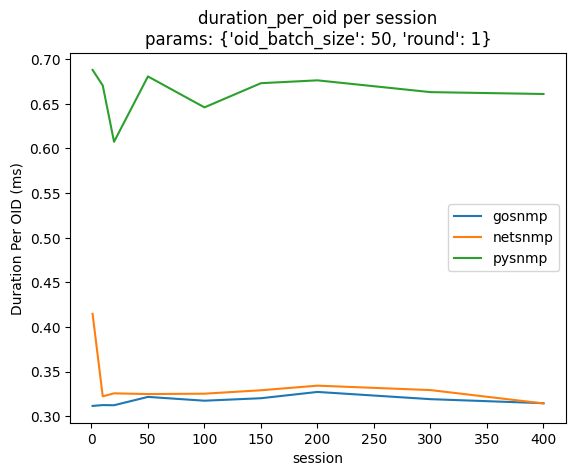 duration_per_oid per session
params: {'oid_batch_size': 50, 'round': 1}
0.70
0.65
0.60
0.55
0.50
0.45
0.40
0.35
0.30
Duration Per OID (ms)
gosnmp
netsnmp
pysnmp
0 50 100 150 200 250 300 350 400
session